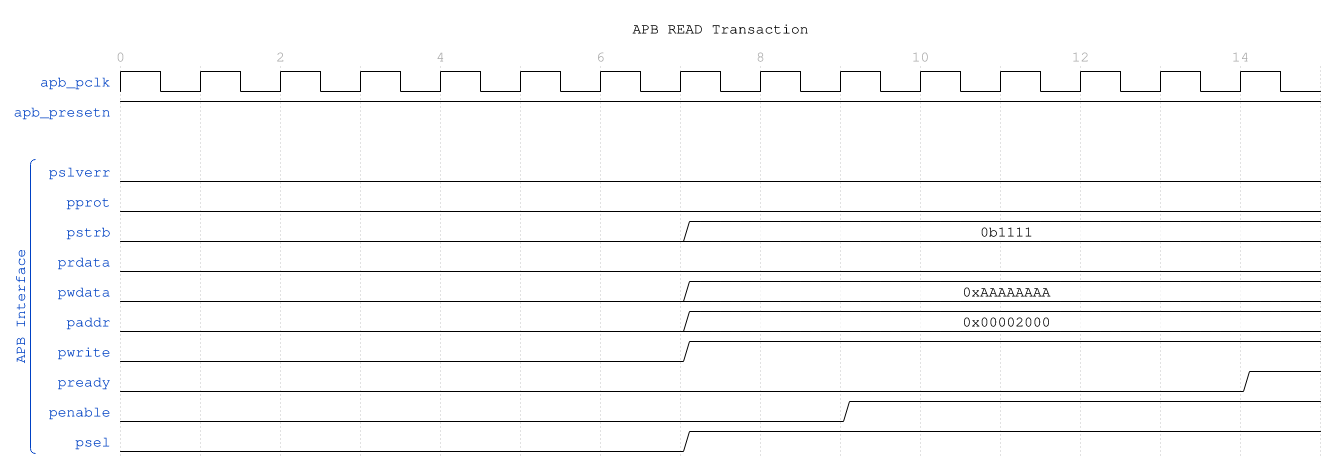 APB READ Transaction
0 2 4 6 8 10 12 14
apb_pclk
apb_presetn
APB Interface
pslverr
pprot
pstrb 0b1111
prdata
pwdata 0xAAAAAAAA
paddr 0x00002000
pwrite
pready
penable
psel